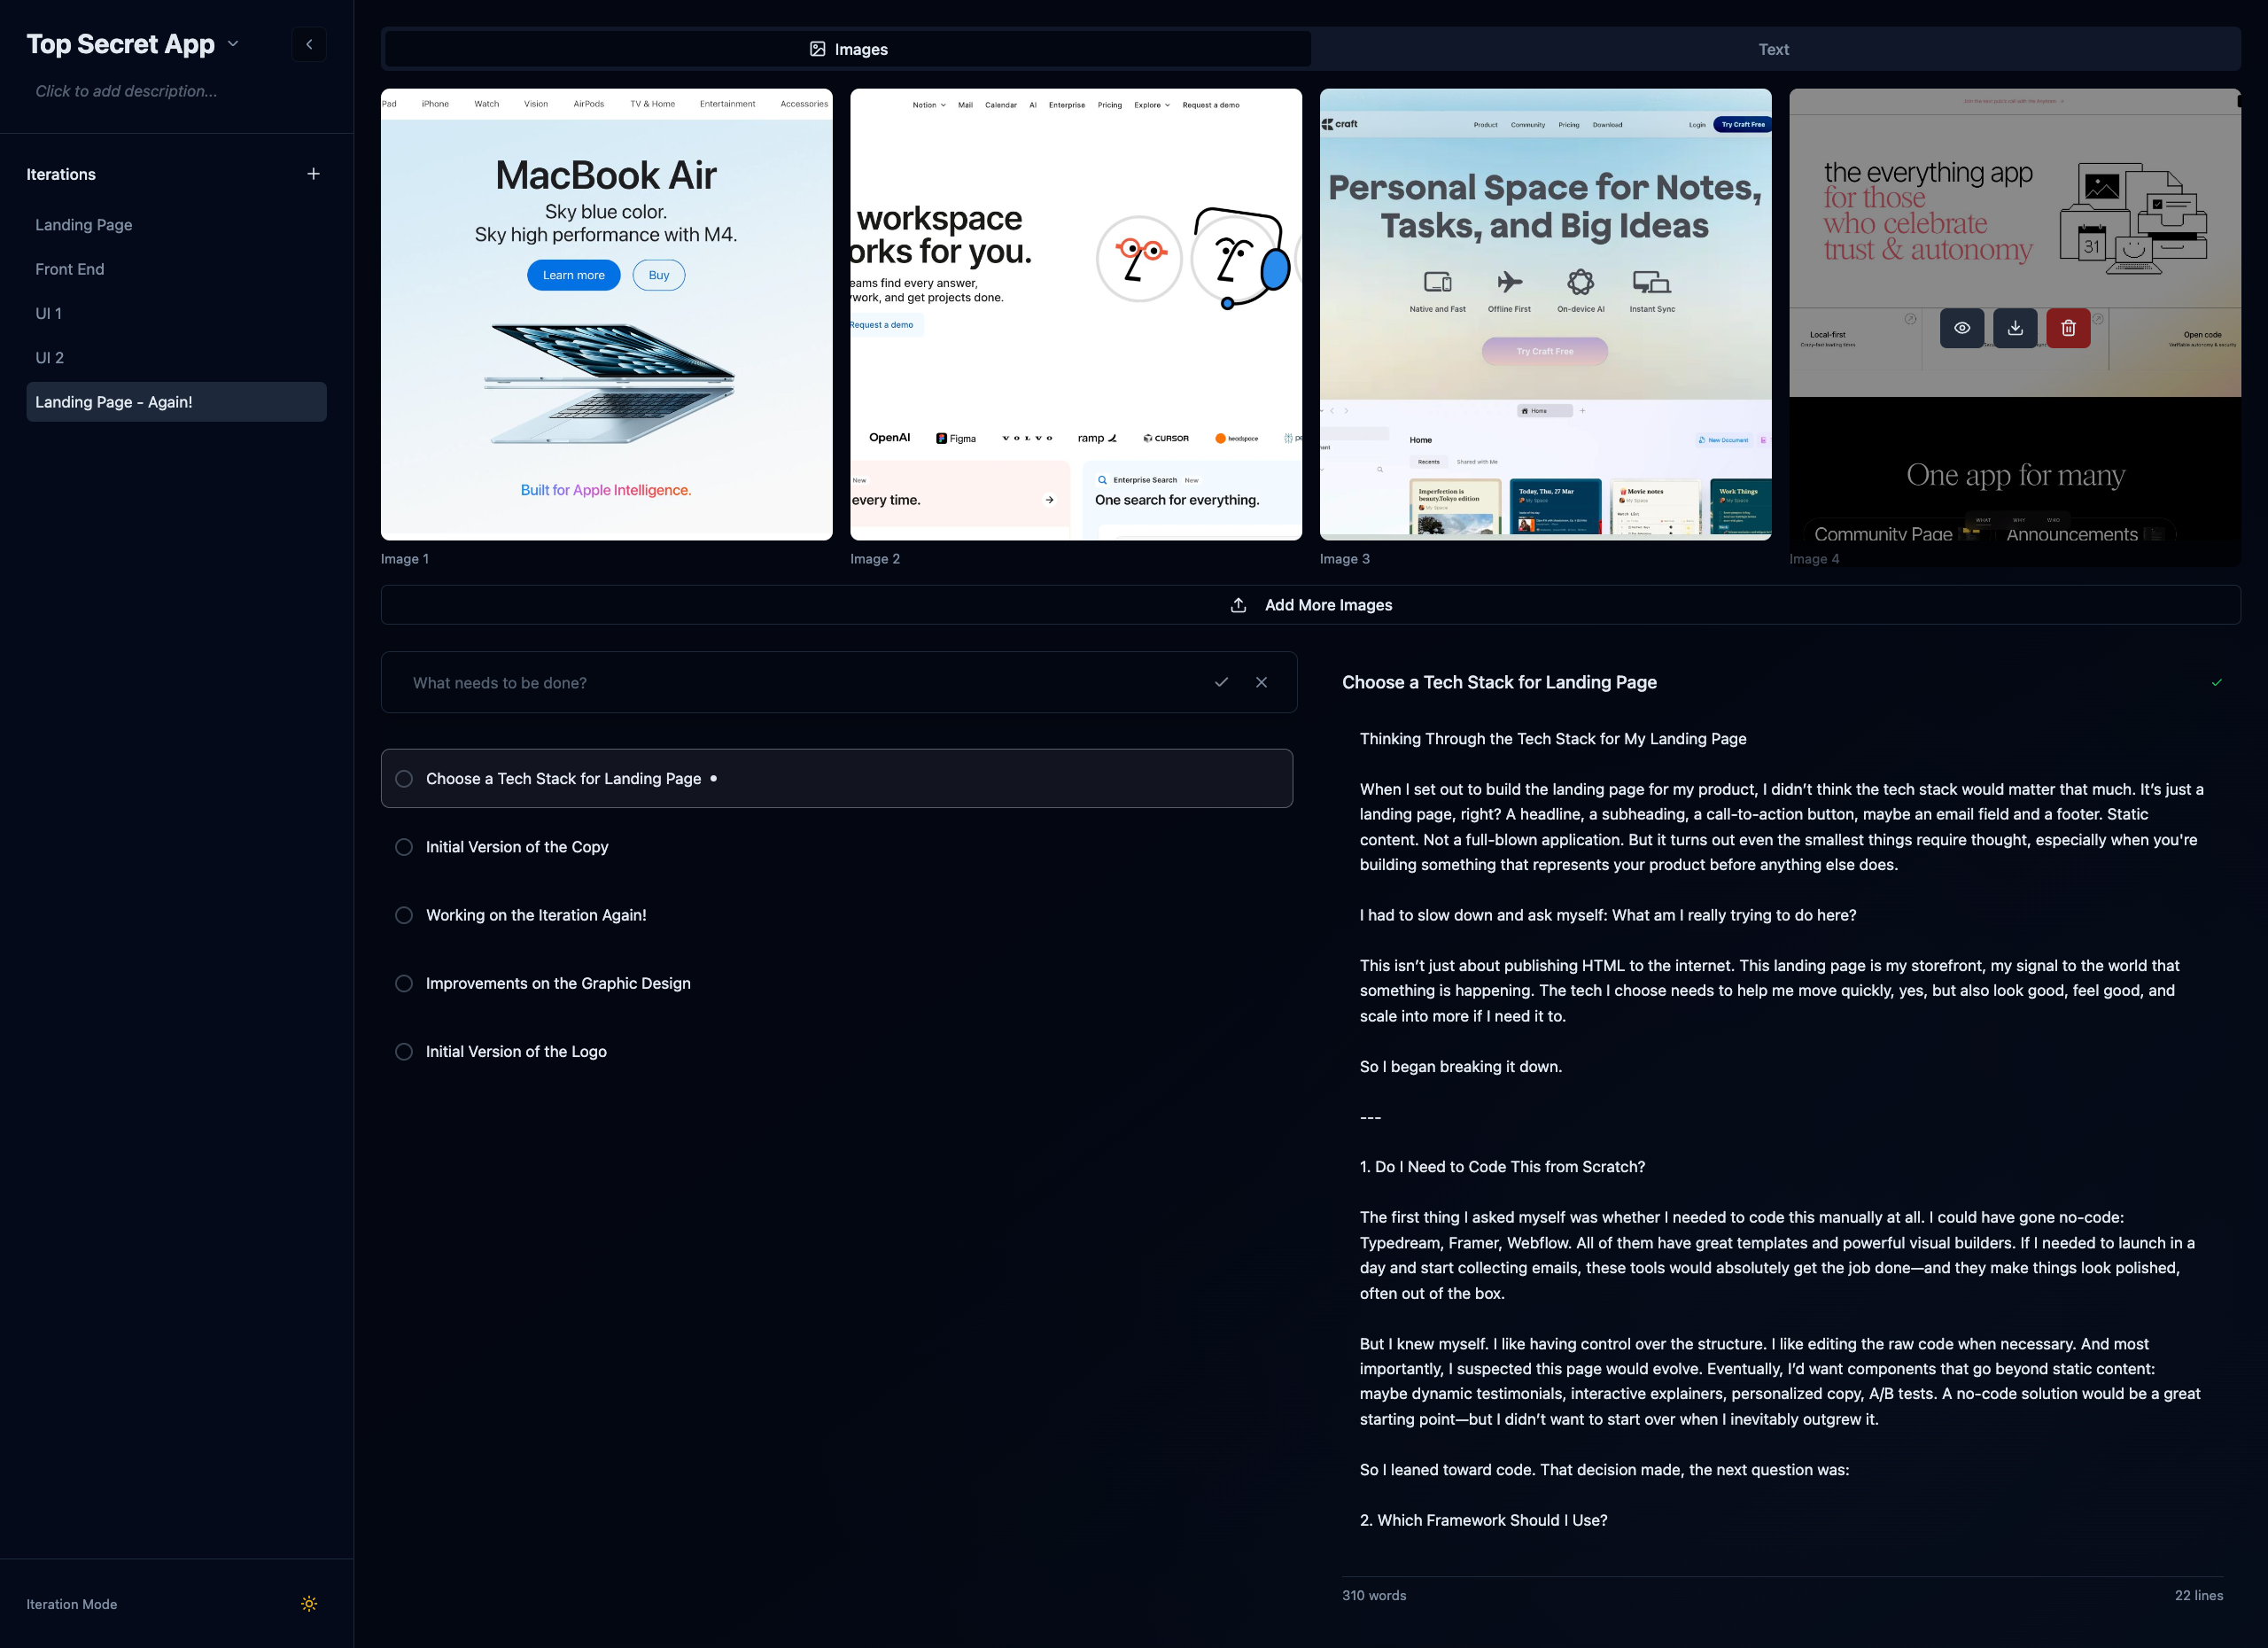 Top Secret App
Click to add description...
Iterations
Landing Page
Front End
UI 1
UI 2
Landing Page - Again!
Iteration Mode
Images
Text
Pad iPhone Watch Vision AirPods TV & Home Entertainment Accessories
MacBook Air
Sky blue color.
Sky high performance with M4.
Learn more
Buy
Built for Apple Intelligence.
Image 1
Notion Mail Calendar AI Enterprise Pricing Explore Request a demo
workspace
orks for you.
eams find every answer,
work, and get projects done.
Request a demo
OpenAI Figma VOLVO ramp CURSOR headspace
New
every time.
Enterprise Search New
One search for everything.
Image 2
craft
Product Community Pricing Download
Login Try Craft Free
Personal Space for Notes,
Tasks, and Big Ideas
Native and Fast Offline First On-device AI Instant Sync
Try Craft Free
Home
Home
New Document
Recents Shared with Me
Imperfection is
beauty.Tokyo edition
My Space
Today, Thu, 27 Mar
My Space
Movie notes
My Space
Work Things
My Space
Image 3
the everything app
for those
who celebrate
trust & autonomy
31
Local-first
Open code
One app for many
WHAT WHY WHO
Community Page
Announcements
Image 4
Add More Images
What needs to be done?
Choose a Tech Stack for Landing Page
Initial Version of the Copy
Working on the Iteration Again!
Improvements on the Graphic Design
Initial Version of the Logo
Choose a Tech Stack for Landing Page
Thinking Through the Tech Stack for My Landing Page
When I set out to build the landing page for my product, I didn’t think the tech stack would matter that much. It’s just a
landing page, right? A headline, a subheading, a call-to-action button, maybe an email field and a footer. Static
content. Not a full-blown application. But it turns out even the smallest things require thought, especially when you're
building something that represents your product before anything else does.
I had to slow down and ask myself: What am I really trying to do here?
This isn’t just about publishing HTML to the internet. This landing page is my storefront, my signal to the world that
something is happening. The tech I choose needs to help me move quickly, yes, but also look good, feel good, and
scale into more if I need it to.
So I began breaking it down.
---
1. Do I Need to Code This from Scratch?
The first thing I asked myself was whether I needed to code this manually at all. I could have gone no-code:
Typedream, Framer, Webflow. All of them have great templates and powerful visual builders. If I needed to launch in a
day and start collecting emails, these tools would absolutely get the job done—and they make things look polished,
often out of the box.
But I knew myself. I like having control over the structure. I like editing the raw code when necessary. And most
importantly, I suspected this page would evolve. Eventually, I’d want components that go beyond static content:
maybe dynamic testimonials, interactive explainers, personalized copy, A/B tests. A no-code solution would be a great
starting point—but I didn’t want to start over when I inevitably outgrew it.
So I leaned toward code. That decision made, the next question was:
2. Which Framework Should I Use?
310 words
22 lines